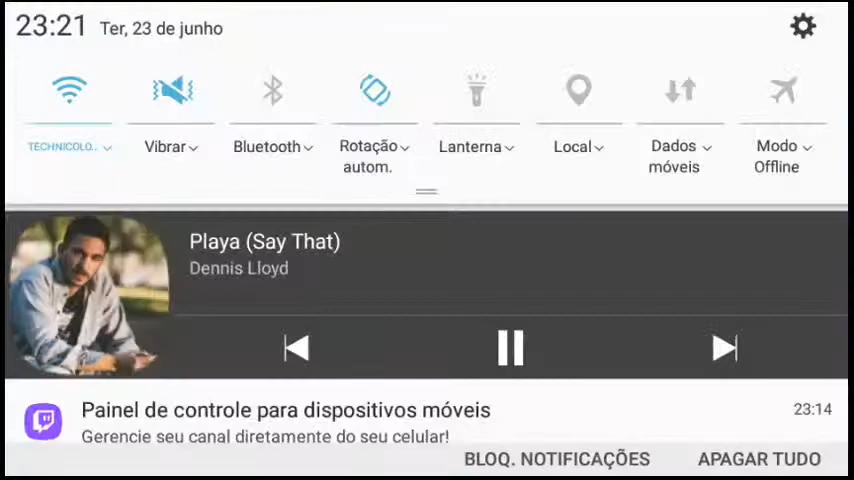 23:21 Ter, 23 de junho
TECHNICOLO.. Vibrar Bluetooth Rotação autom. Lanterna Local Dados móveis Modo Offline
Playa (Say That)
Dennis Lloyd
Painel de controle para dispositivos móveis 23:14
Gerencie seu canal diretamente do seu celular!
BLOQ. NOTIFICAÇÕES APAGAR TUDO